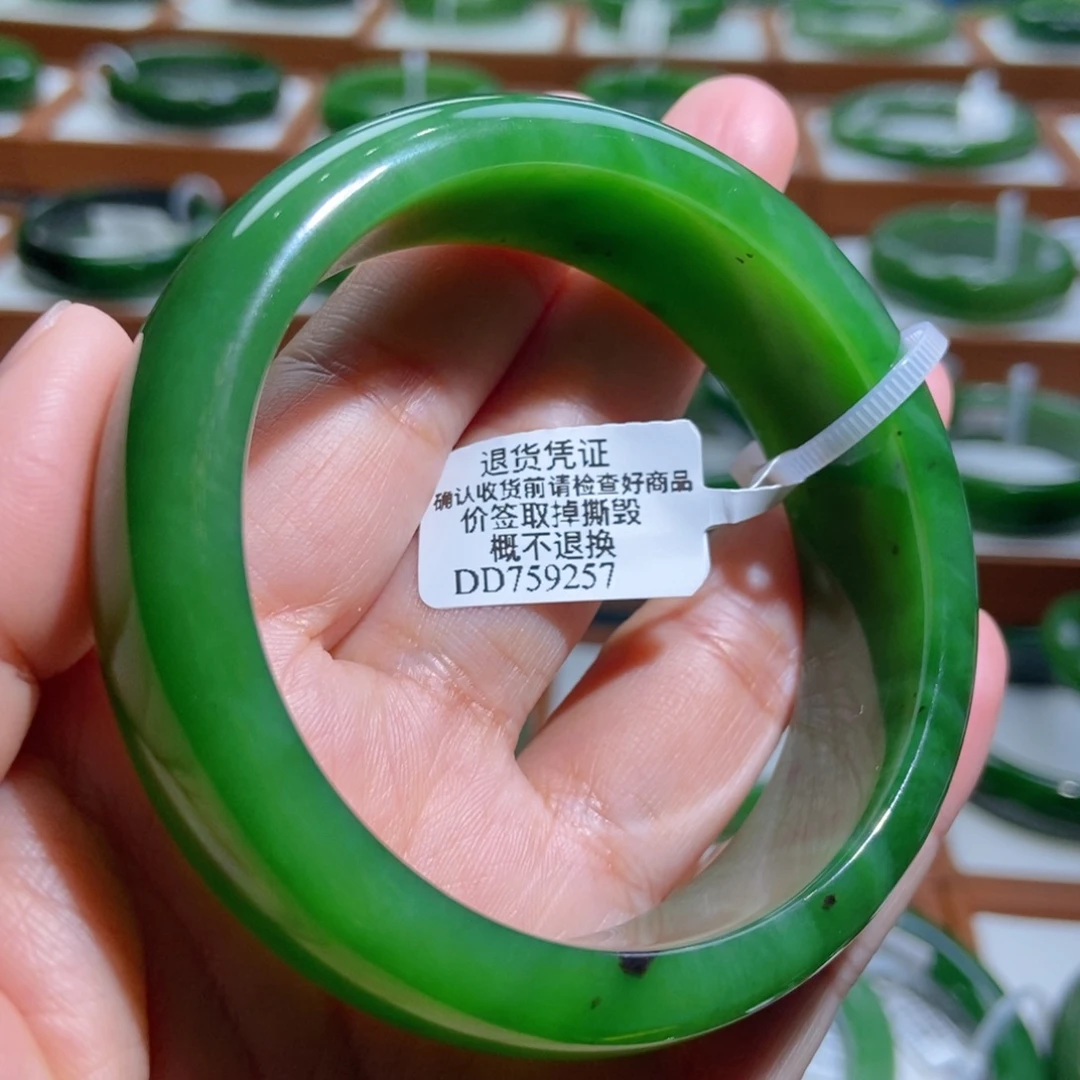 退货凭证
确认收货前请检查好商品
价签取掉撕毁
概不退换
DD759257